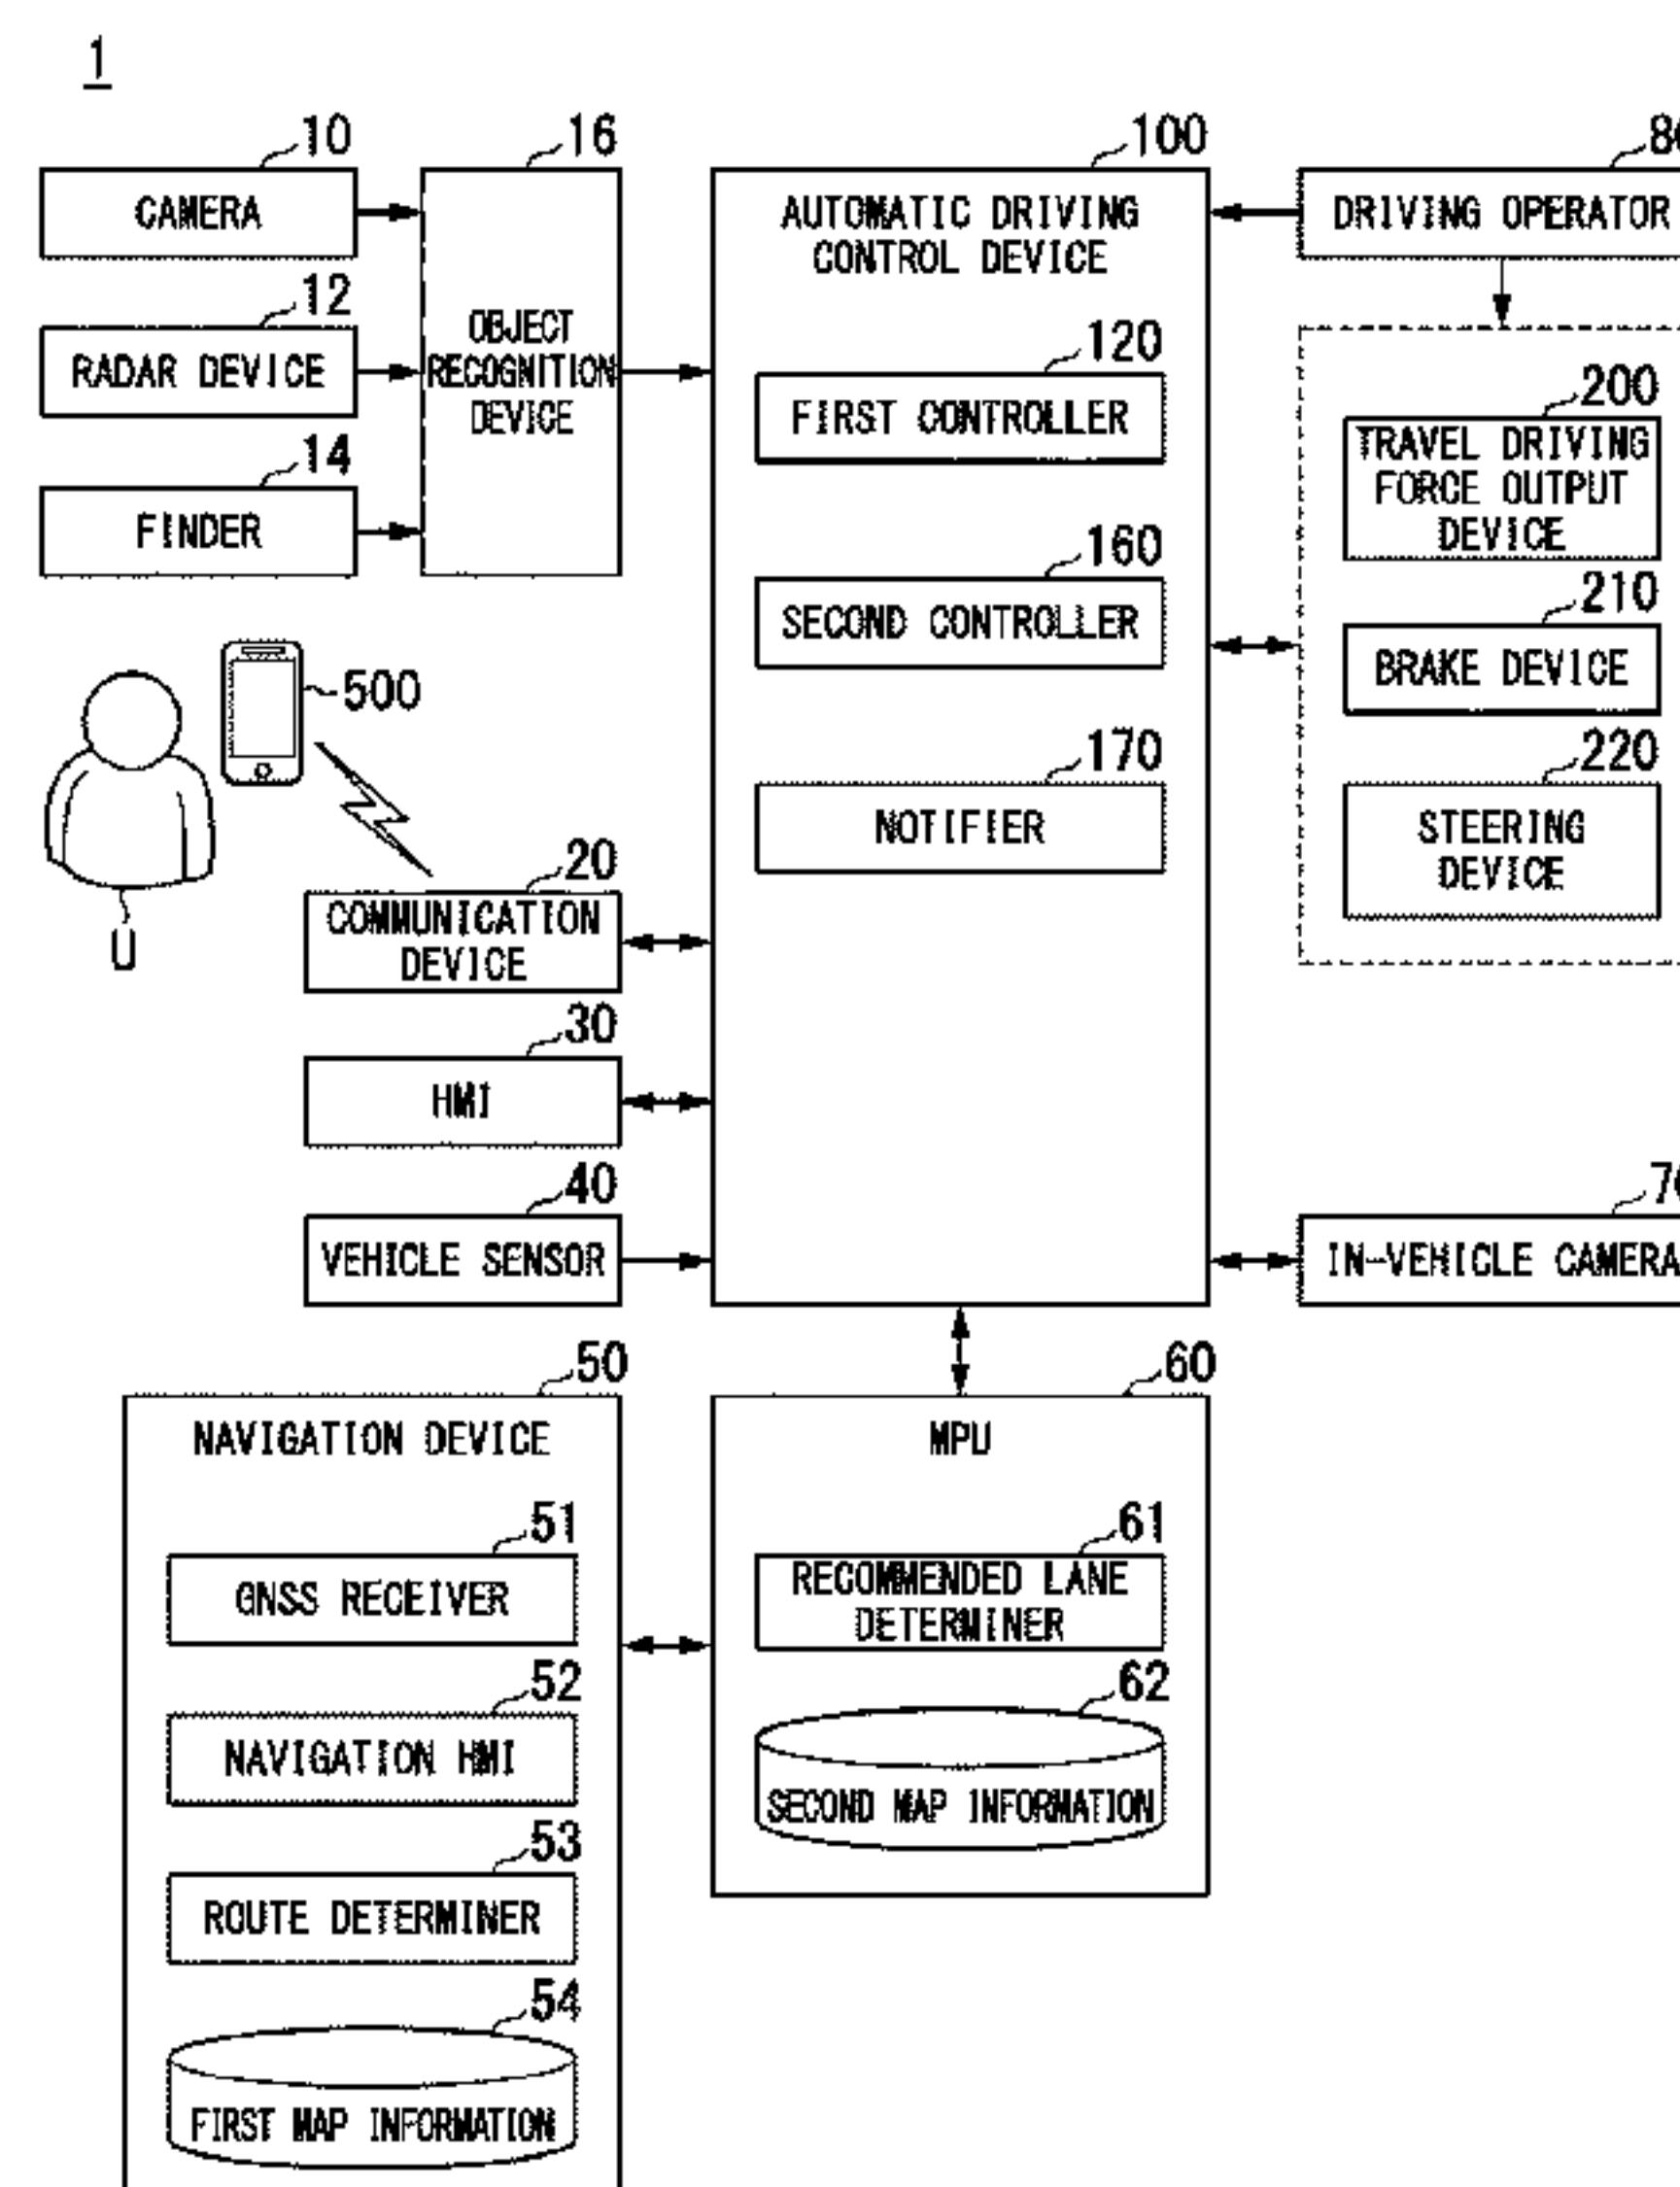 1
10
CAMERA
12
RADAR DEVICE
14
FINDER
16
OBJECT
RECOGNITION
DEVICE
100
AUTOMATIC DRIVING
CONTROL DEVICE
120
FIRST CONTROLLER
160
SECOND CONTROLLER
170
NOTIFIER
DRIVING OPERATOR
200
TRAVEL DRIVING
FORCE OUTPUT
DEVICE
210
BRAKE DEVICE
220
STEERING
DEVICE
500
U
20
COMMUNICATION
DEVICE
30
HMI
40
VEHICLE SENSOR
IN-VEHICLE CAMERA
50
NAVIGATION DEVICE
51
GNSS RECEIVER
52
NAVIGATION HMI
53
ROUTE DETERMINER
54
FIRST MAP INFORMATION
60
MPU
61
RECOMMENDED LANE
DETERMINER
62
SECOND MAP INFORMATION